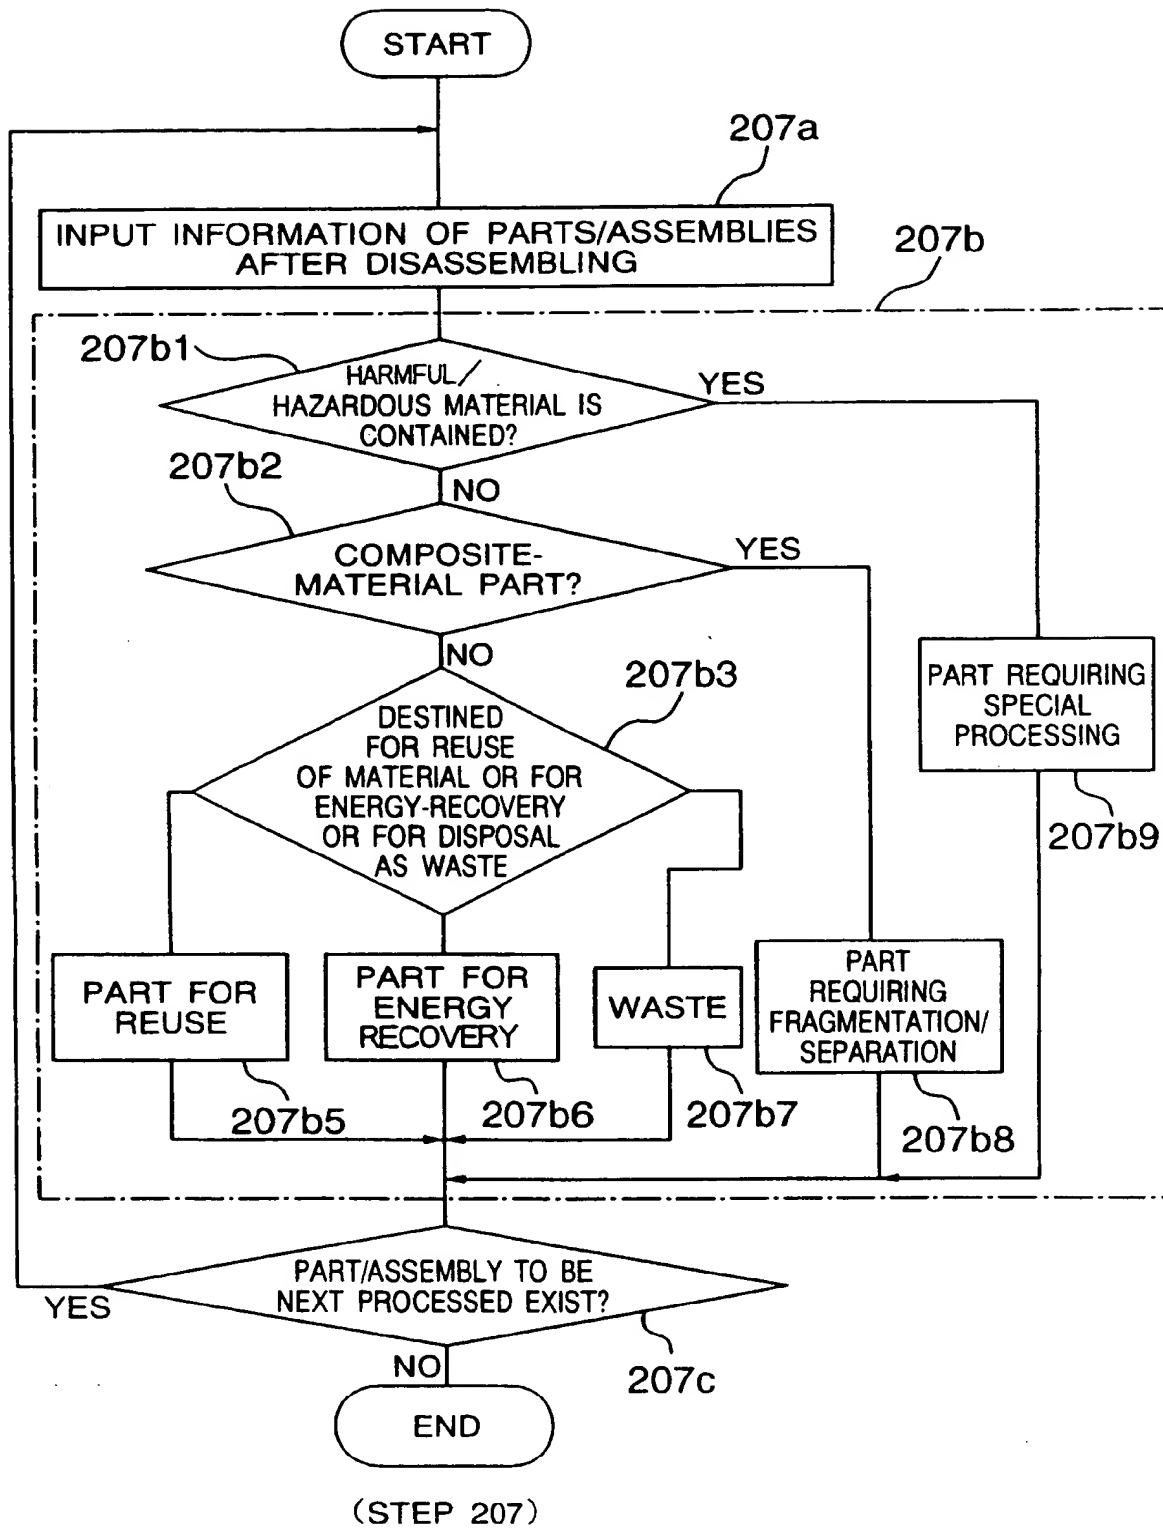 START
207a
INPUT INFORMATION OF PARTS/ASSEMBLIES
AFTER DISASSEMBLING
207b
207b1
HARMFUL/
HAZARDOUS MATERIAL IS
CONTAINED?
YES
207b2
NO
COMPOSITE-
MATERIAL PART?
YES
NO
207b3
DESTINED
FOR REUSE
OF MATERIAL OR FOR
ENERGY-RECOVERY
OR FOR DISPOSAL
AS WASTE
PART REQUIRING
SPECIAL
PROCESSING
207b9
PART FOR
REUSE
207b5
PART FOR
ENERGY
RECOVERY
207b6
WASTE
207b7
PART
REQUIRING
FRAGMENTATION/
SEPARATION
207b8
PART/ASSEMBLY TO BE
NEXT PROCESSED EXIST?
YES
NO
207c
END
(STEP 207)